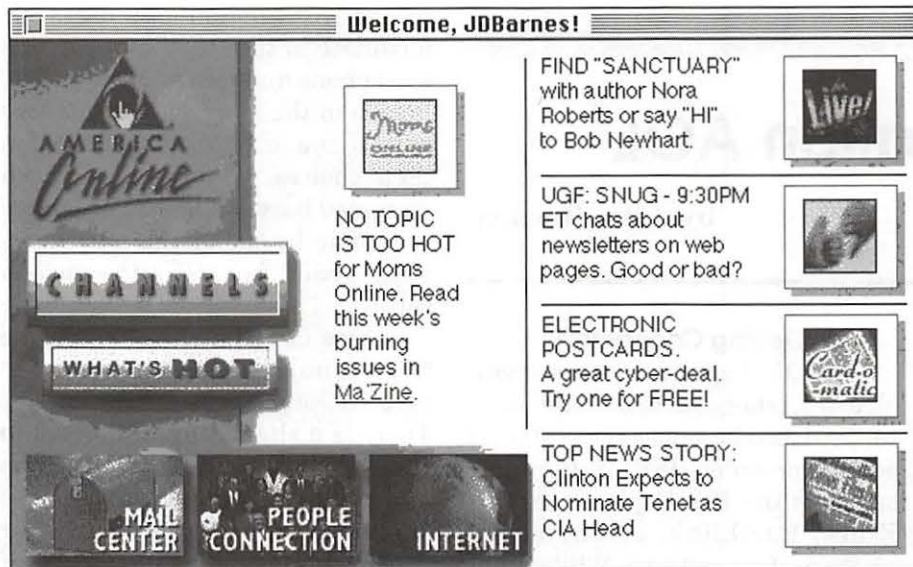 Welcome, JDBarnes!
AMERICA
Online
CHANNELS
WHAT'S HOT
Moms
ONLINE
NO TOPIC
IS TOO HOT
for Moms
Online. Read
this week's
burning
issues in
Ma'Zine.
FIND "SANCTUARY"
with author Nora
Roberts or say "HI"
to Bob Newhart.
Live!
UGF: SNUG - 9:30PM
ET chats about
newsletters on web
pages. Good or bad?
ELECTRONIC
POSTCARDS.
A great cyber-deal.
Try one for FREE!
Card-o
-matic
TOP NEWS STORY:
Clinton Expects to
Nominate Tenet as
CIA Head
MAIL
CENTER
PEOPLE
CONNECTION
INTERNET